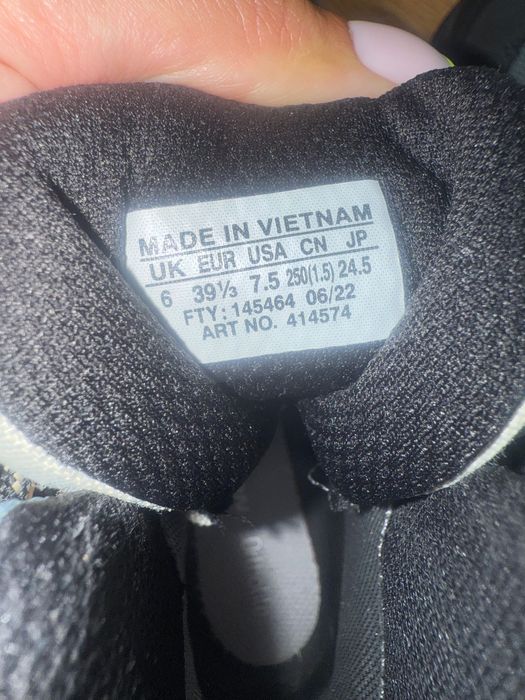 MADE IN VIETNAM
UK EUR USA CN JP
6 39⅓ 7.5 250(1.5) 24.5
FTY: 145464 06/22
ART NO. 414574